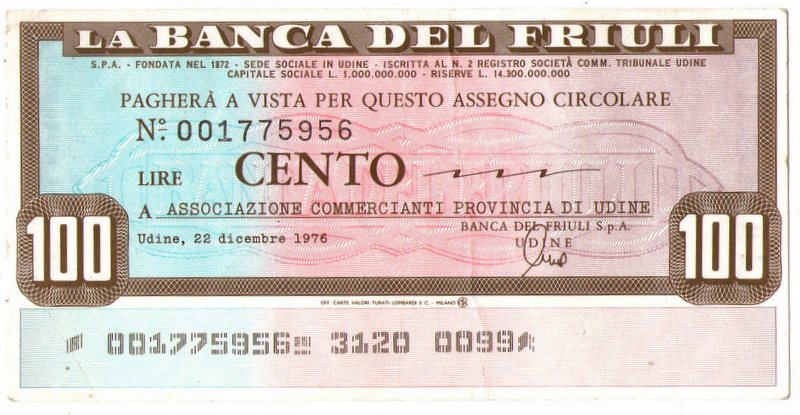 LA BANCA DEL FRIULI
S.P.A. - FONDATA NEL 1872 - SEDE SOCIALE IN UDINE - ISCRITTA AL N. 2 REGISTRO SOCIETÀ COMM. TRIBUNALE UDINE
CAPITALE SOCIALE L. 1.000.000.000 - RISERVE L. 14.300.000.000
PAGHERÀ A VISTA PER QUESTO ASSEGNO CIRCOLARE
No. 001775956
LIRE CENTO
A ASSOCIAZIONE COMMERCIANTI PROVINCIA DI UDINE
Udine, 22 dicembre 1976
BANCA DEL FRIULI S.p.A.
UDINE
100
100
OFF. CARTE VALORI TURATI LOMBARDI E C. - MILANO
001775956 3120 0099